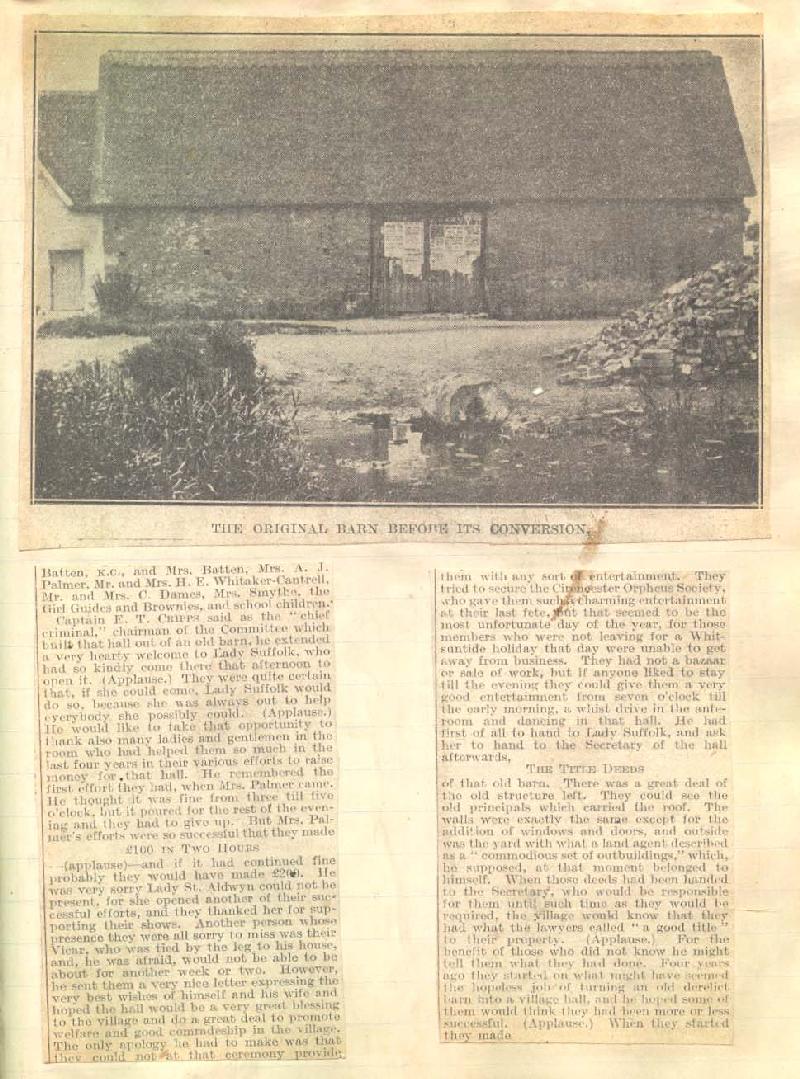 THE ORIGINAL BARN BEFORE ITS CONVERSION.
Batten, K.C., and Mrs. Batten, Mrs. A. J.
Palmer, Mr. and Mrs. H. E. Whitaker-Cantrell,
Mr. and Mrs. C. Dames, Mrs. Smythe, the
Girl Guides and Brownies, and school children.
Captain E. T. CRIPPS said as the "chief
criminal," chairman of the Committee which
built that hall out of an old barn, he extended
a very hearty welcome to Lady Suffolk, who
had so kindly come there that afternoon to
open it. (Applause.) They were quite certain
that, if she could come, Lady Suffolk would
do so, because she was always out to help
everybody she possibly could. (Applause.)
He would like to take that opportunity to
thank also many ladies and gentlemen in the
room who had helped them so much in the
last four years in their various efforts to raise
money for that hall. He remembered the
first effort they had, when Mrs. Palmer came.
He thought it was fine from three till five
o'clock, but it poured for the rest of the even-
ing and they had to give up. But Mrs. Pal-
mer's efforts were so successful that they made
£100 IN TWO HOURS
—(applause)—and if it had continued fine
probably they would have made £200. He
was very sorry Lady St. Aldwyn could not be
present, for she opened another of their suc-
cessful efforts, and they thanked her for sup-
porting their shows. Another person whose
presence they were all sorry to miss was their
Vicar, who was tied by the leg to his house,
and, he was afraid, would not be able to be
about for another week or two. However,
he sent them a very nice letter expressing the
very best wishes of himself and his wife and
hoped the hall would be a very great blessing
to the village and do a great deal to promote
welfare and good comradeship in the village.
The only apology he had to make was that
they could not at that ceremony provide
them with any sort of entertainment. They
tried to secure the Cirencester Orpheus Society,
who gave them such a charming entertainment
at their last fete, but that seemed to be the
most unfortunate day of the year, for those
members who were not leaving for a Whit-
suntide holiday that day were unable to get
away from business. They had not a bazaar
or sale of work, but if anyone liked to stay
till the evening they could give them a very
good entertainment from seven o'clock till
the early morning, a whist drive in the ante-
room and dancing in that hall. He had
first of all to hand to Lady Suffolk, and ask
her to hand to the Secretary of the hall
afterwards,
THE TITLE DEEDS
of that old barn. There was a great deal of
the old structure left. They could see the
old principals which carried the roof. The
walls were exactly the same except for the
addition of windows and doors, and outside
was the yard with what a land agent described
as a "commodious set of outbuildings," which,
he supposed, at that moment belonged to
himself. When those deeds had been handed
to the Secretary, who would be responsible
for them until such time as they would be
required, the village would know that they
had what the lawyers called "a good title"
to their property. (Applause.) For the
benefit of those who did not know he might
tell them what they had done. Four years
ago they started on what might have seemed
the hopeless job of turning an old derelict
barn into a village hall, and he hoped some of
them would think they had been more or less
successful. (Applause.) When they started
they made